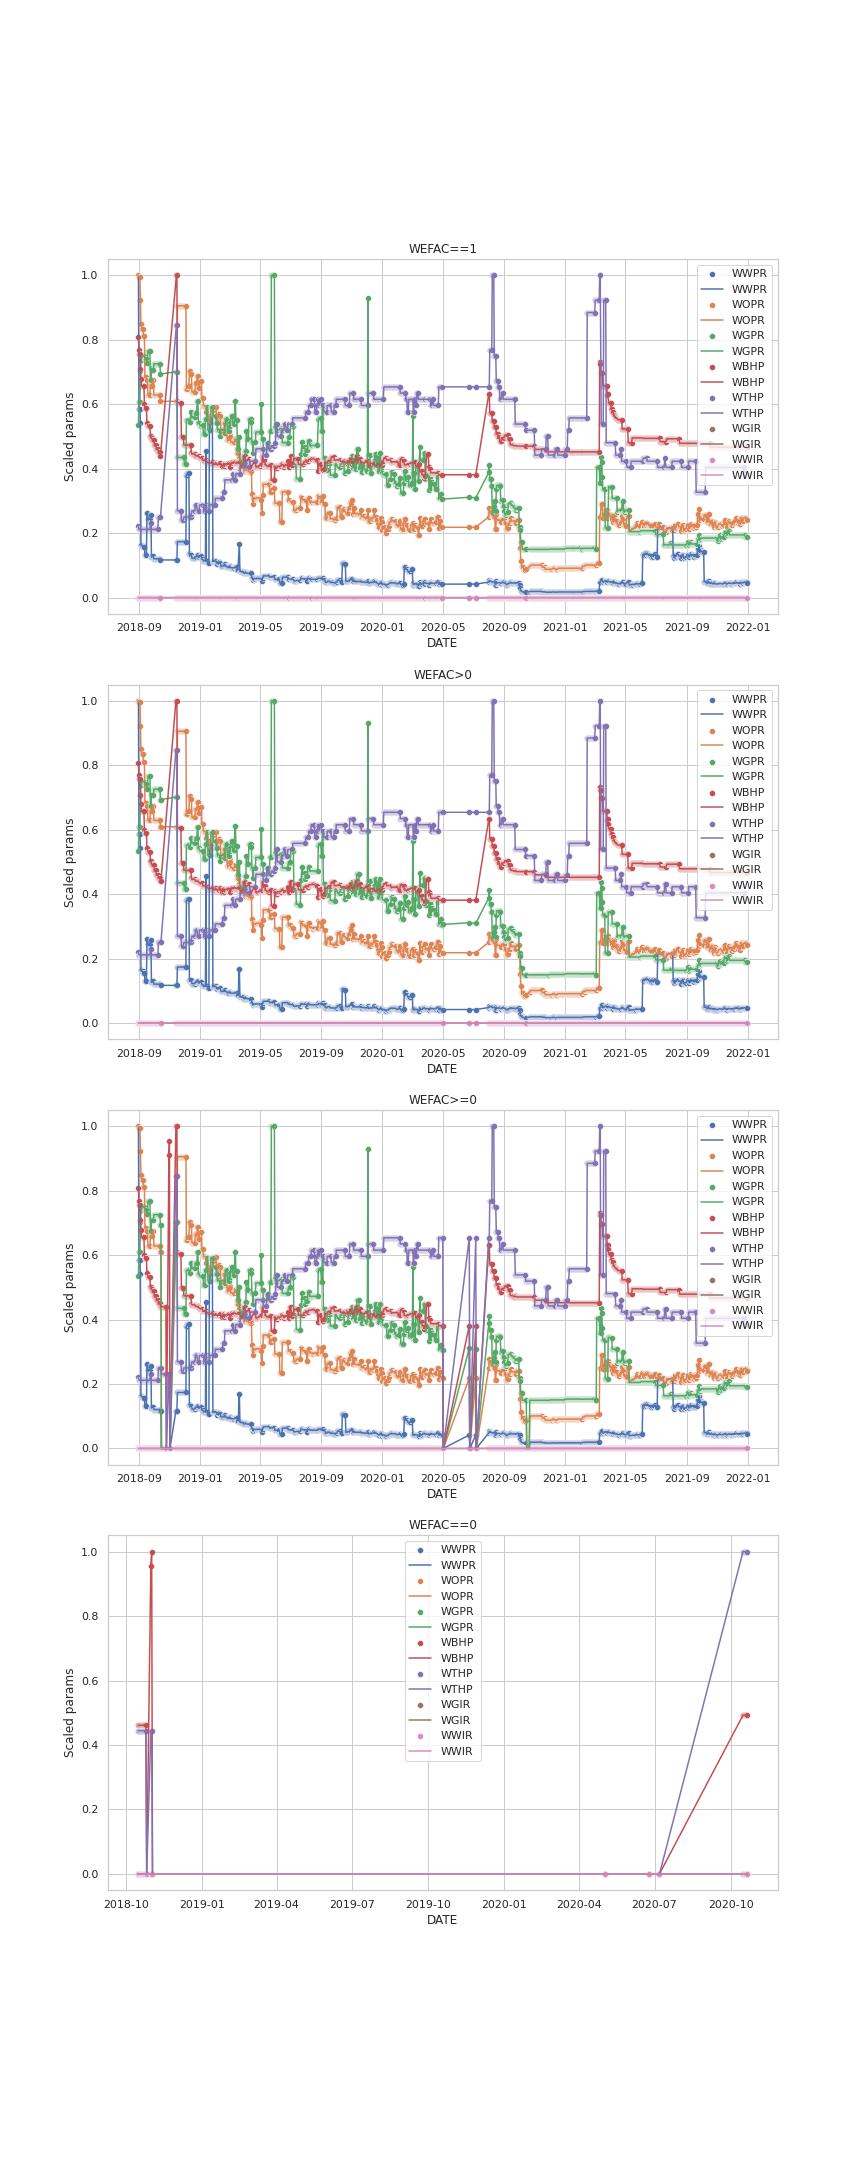 WEFAC==1
Scaled params
1.0
0.8
0.6
0.4
0.2
0.0
WWPR
WWPR
WOPR
WOPR
WGPR
WGPR
WBHP
WBHP
WTHP
WTHP
WGIR
WGIR
WWIR
WWIR
2018-09 2019-01 2019-05 2019-09 2020-01 2020-05 2020-09 2021-01 2021-05 2021-09 2022-01
DATE
WEFAC>0
Scaled params
1.0
0.8
0.6
0.4
0.2
0.0
WWPR
WWPR
WOPR
WOPR
WGPR
WGPR
WBHP
WBHP
WTHP
WTHP
WGIR
WGIR
WWIR
WWIR
2018-09 2019-01 2019-05 2019-09 2020-01 2020-05 2020-09 2021-01 2021-05 2021-09 2022-01
DATE
WEFAC>=0
Scaled params
1.0
0.8
0.6
0.4
0.2
0.0
WWPR
WWPR
WOPR
WOPR
WGPR
WGPR
WBHP
WBHP
WTHP
WTHP
WGIR
WGIR
WWIR
WWIR
2018-09 2019-01 2019-05 2019-09 2020-01 2020-05 2020-09 2021-01 2021-05 2021-09 2022-01
DATE
WEFAC==0
Scaled params
1.0
0.8
0.6
0.4
0.2
0.0
WWPR
WWPR
WOPR
WOPR
WGPR
WGPR
WBHP
WBHP
WTHP
WTHP
WGIR
WGIR
WWIR
WWIR
2018-10 2019-01 2019-04 2019-07 2019-10 2020-01 2020-04 2020-07 2020-10
DATE